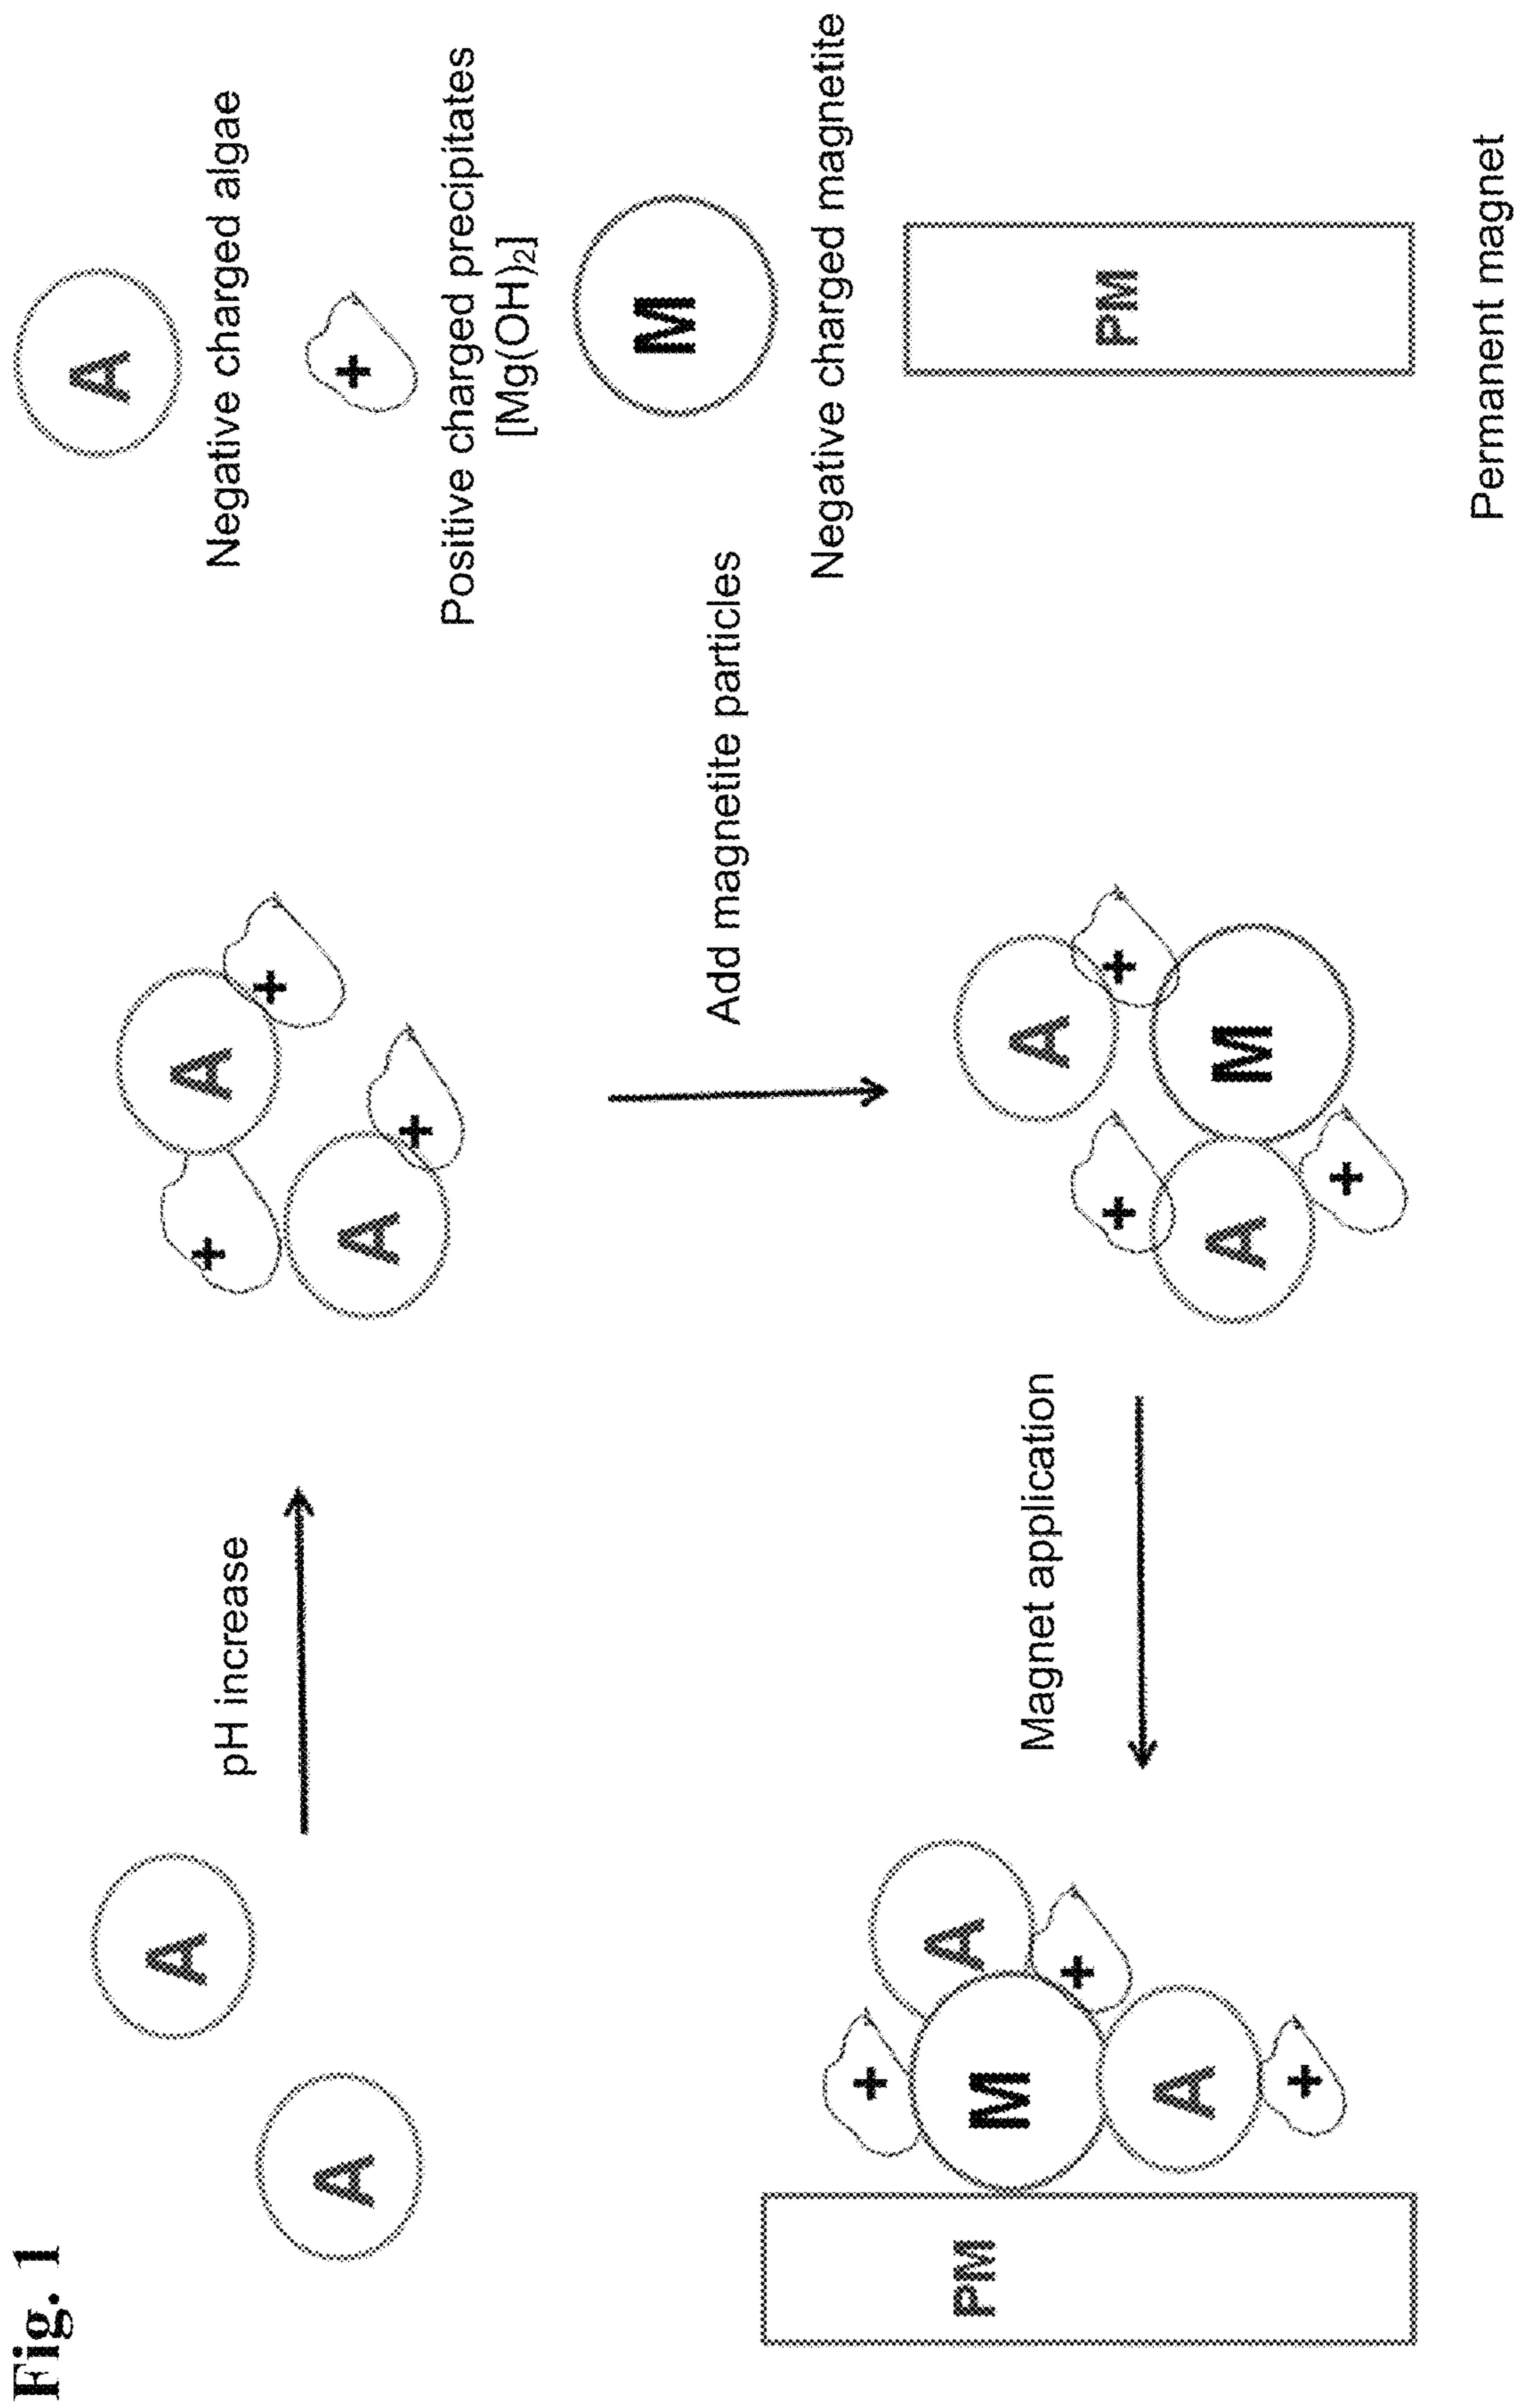 Fig. 1
A
A
pH increase
A
A
+
+
+
Add magnetite particles
A
A
M
+
+
+
Magnet application
PM
M
A
A
+
+
+
A
Negative charged algae
+
Positive charged precipitates
[Mg(OH)₂]
M
Negative charged magnetite
PM
Permanent magnet